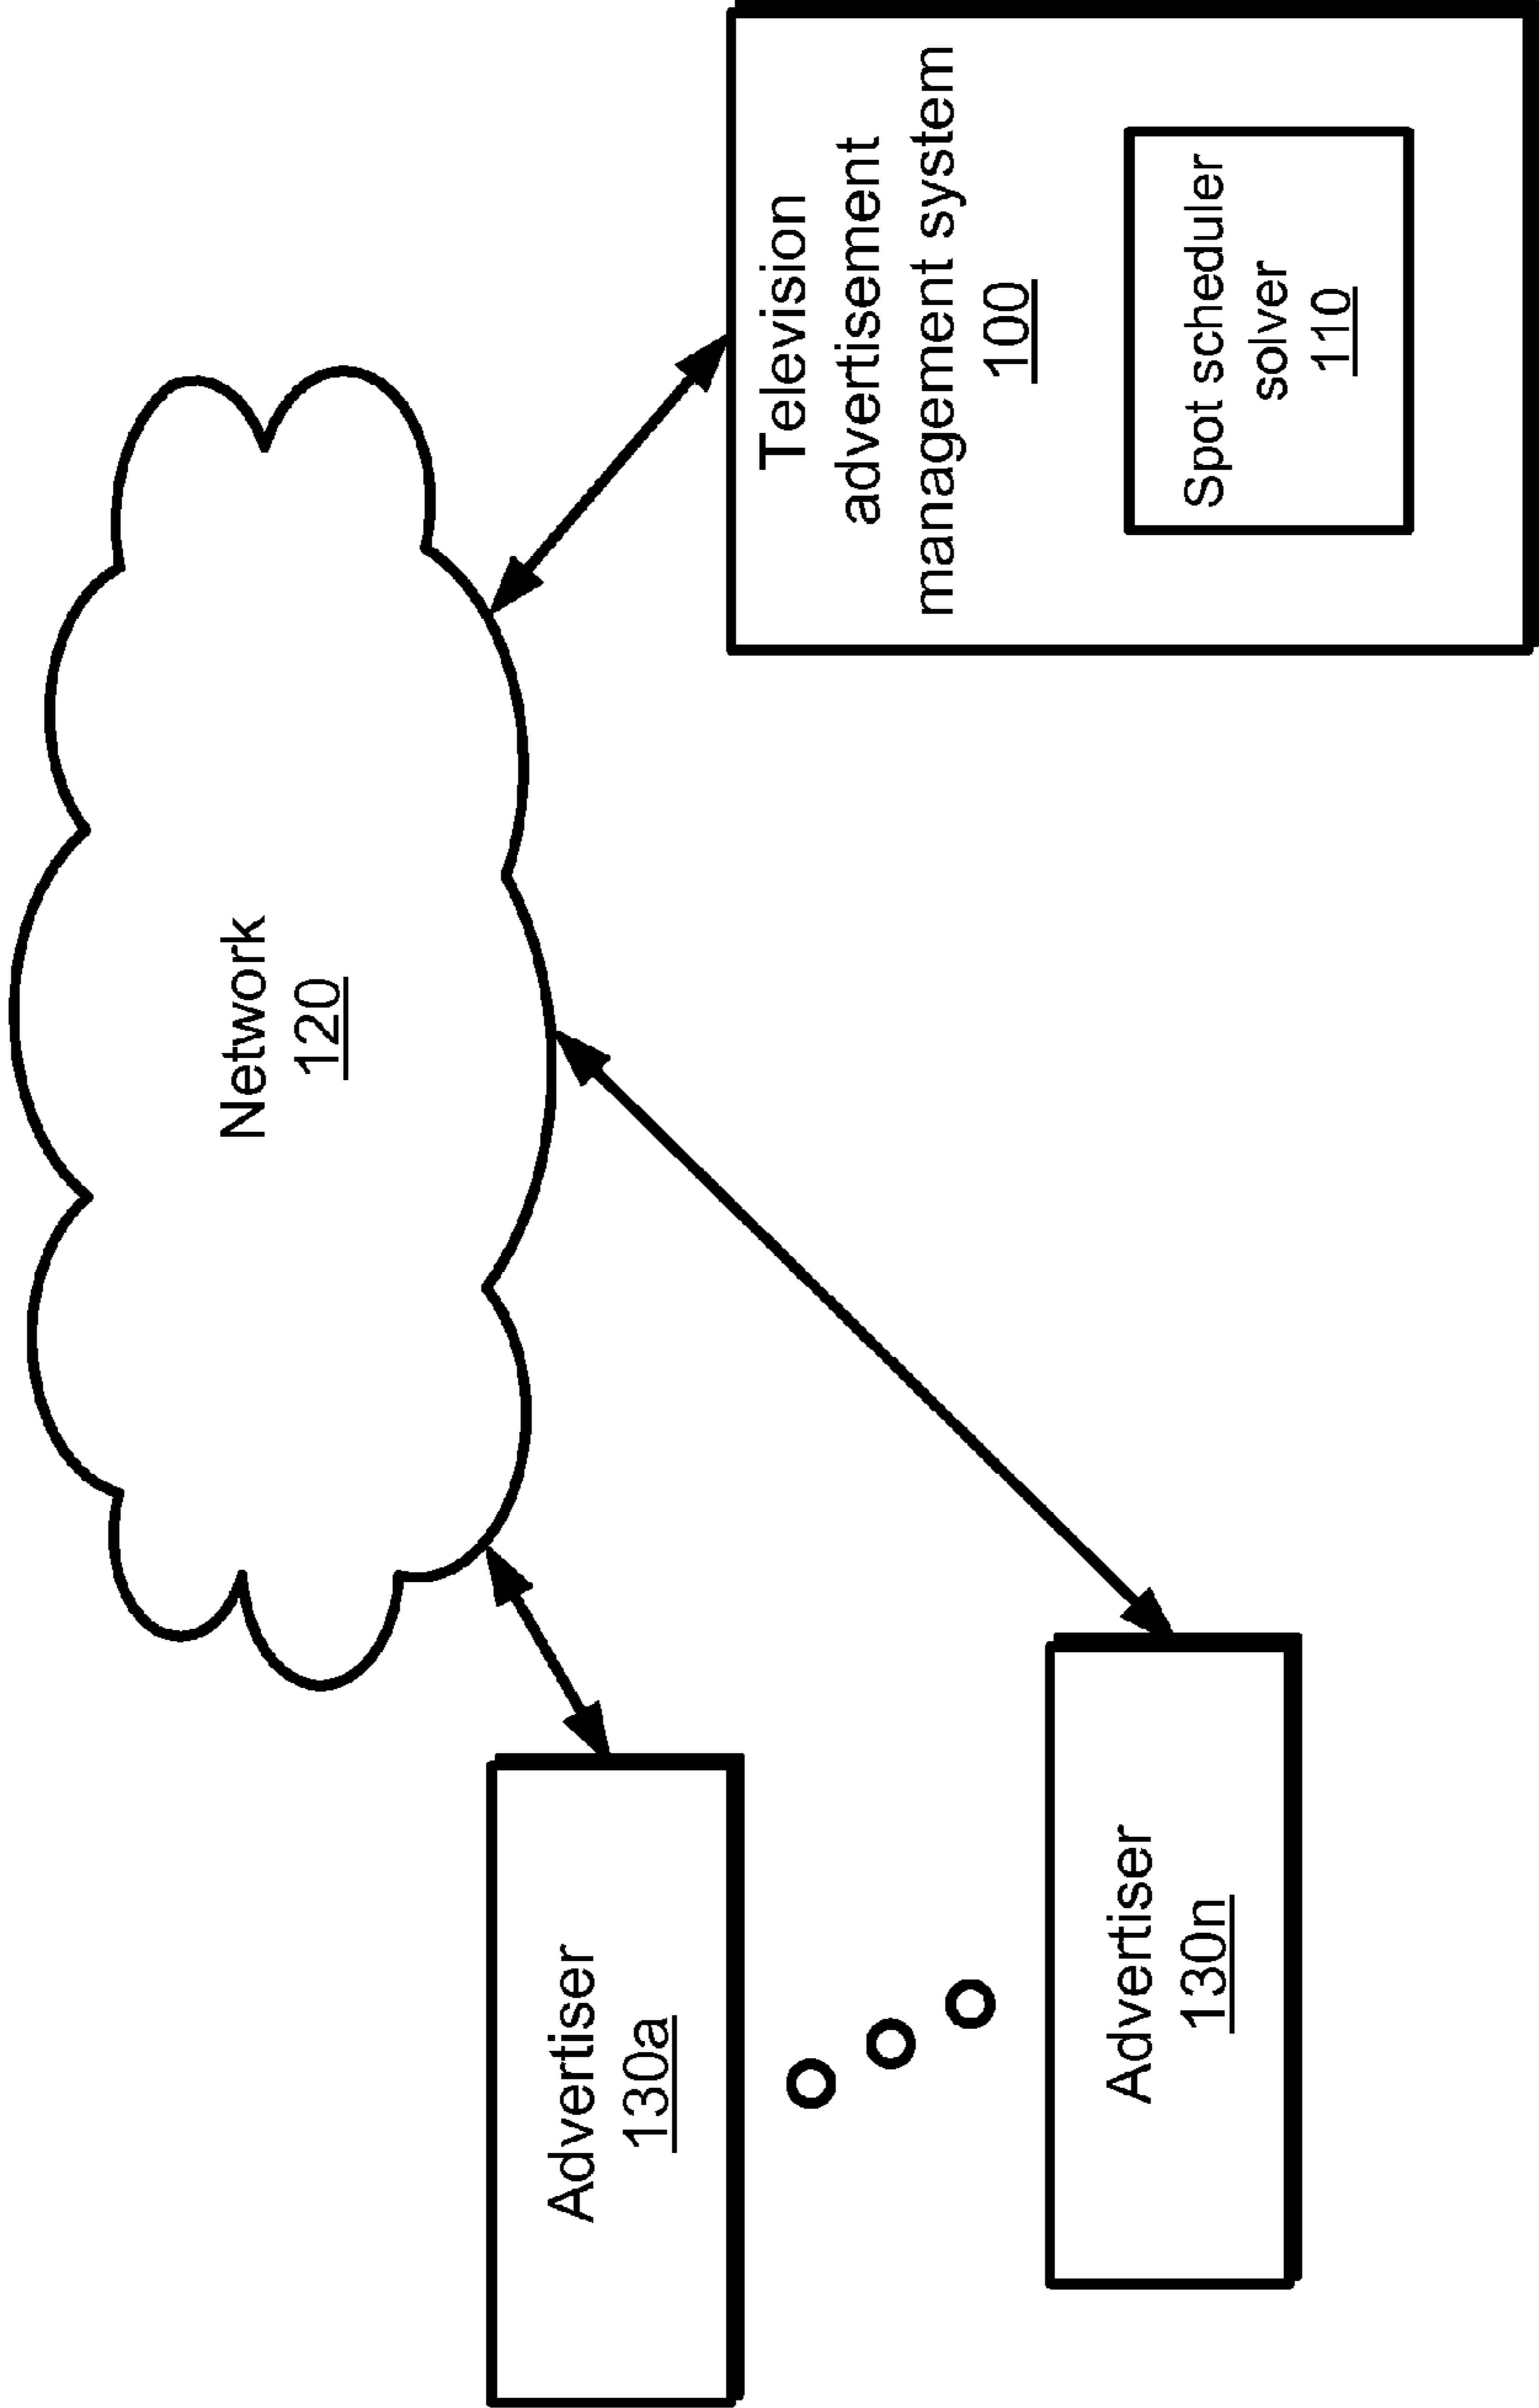 Network
120
Television
advertisement
management system
100
Spot scheduler
solver
110
Advertiser
130a
Advertiser
130n